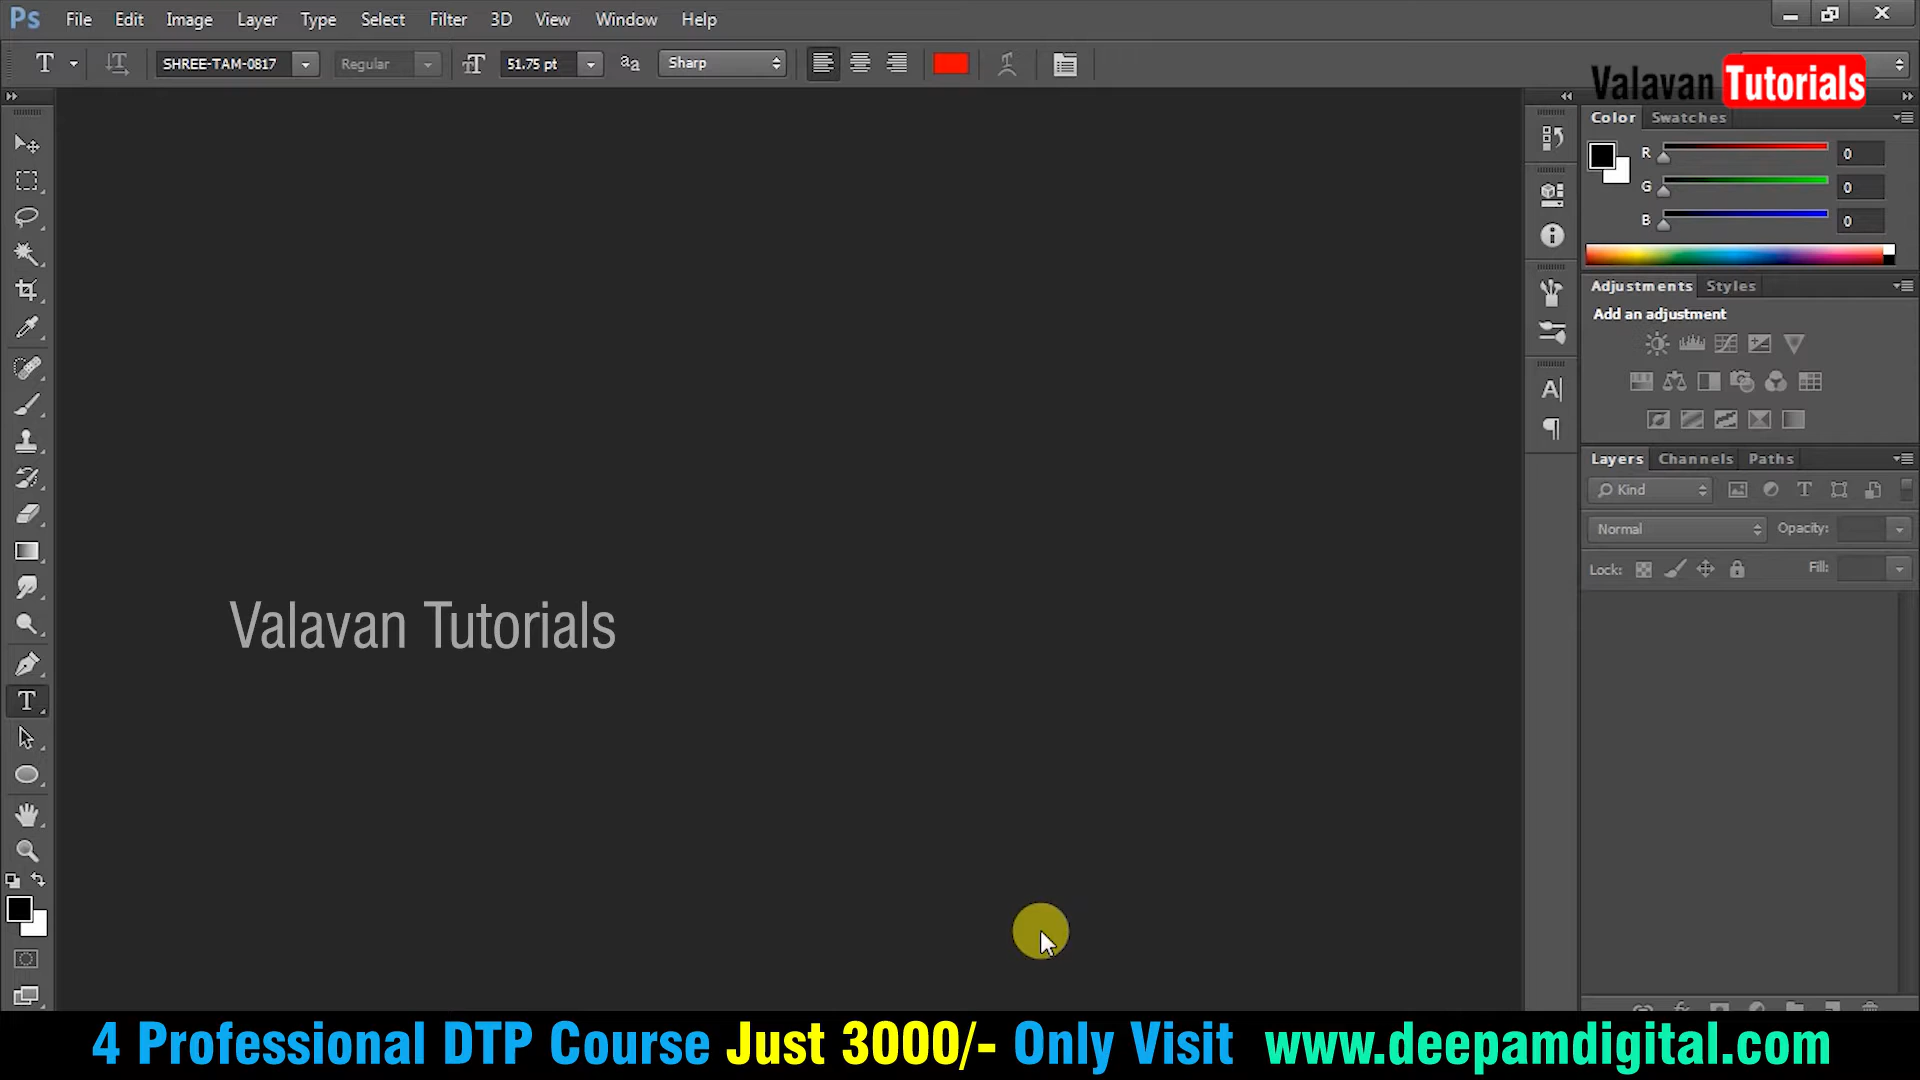 Ps File Edit Image Layer Type Select Filter 3D View Window Help
T SHREE-TAM-0817 Regular 51.75 pt aa Sharp
Valavan Tutorials
Color Swatches
R 0
G 0
B 0
Adjustments Styles
Add an adjustment
Layers Channels Paths
Kind
Normal Opacity:
Lock: Fill:
Valavan Tutorials
4 Professional DTP Course Just 3000/- Only Visit www.deepamdigital.com